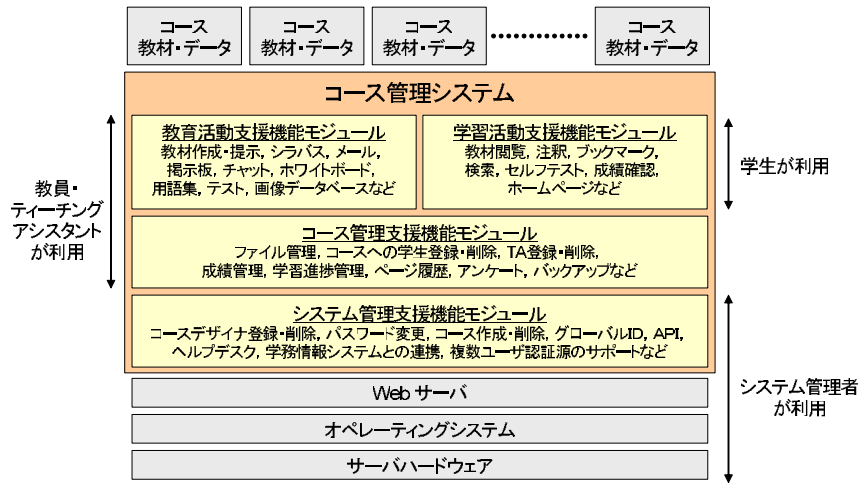 コース
教材・データ
コース
教材・データ
コース
教材・データ
コース
教材・データ
コース管理システム
教育活動支援機能モジュール
教材作成・提示, シラバス, メール,
掲示板, チャット, ホワイトボード,
用語集, テスト, 画像データベースなど
学習活動支援機能モジュール
教材閲覧, 注釈, ブックマーク,
検索, セルフテスト, 成績確認,
ホームページなど
学生が利用
教員・
ティーチング
アシスタント
が利用
コース管理支援機能モジュール
ファイル管理, コースへの学生登録・削除, TA登録・削除,
成績管理, 学習進捗管理, ページ履歴, アンケート, バックアップなど
システム管理支援機能モジュール
コースデザイナ登録・削除, パスワード変更, コース作成・削除, グローバルID, API,
ヘルプデスク, 学務情報システムとの連携, 複数ユーザ認証源のサポートなど
Web サーバ
オペレーティングシステム
サーバハードウェア
システム管理者
が利用